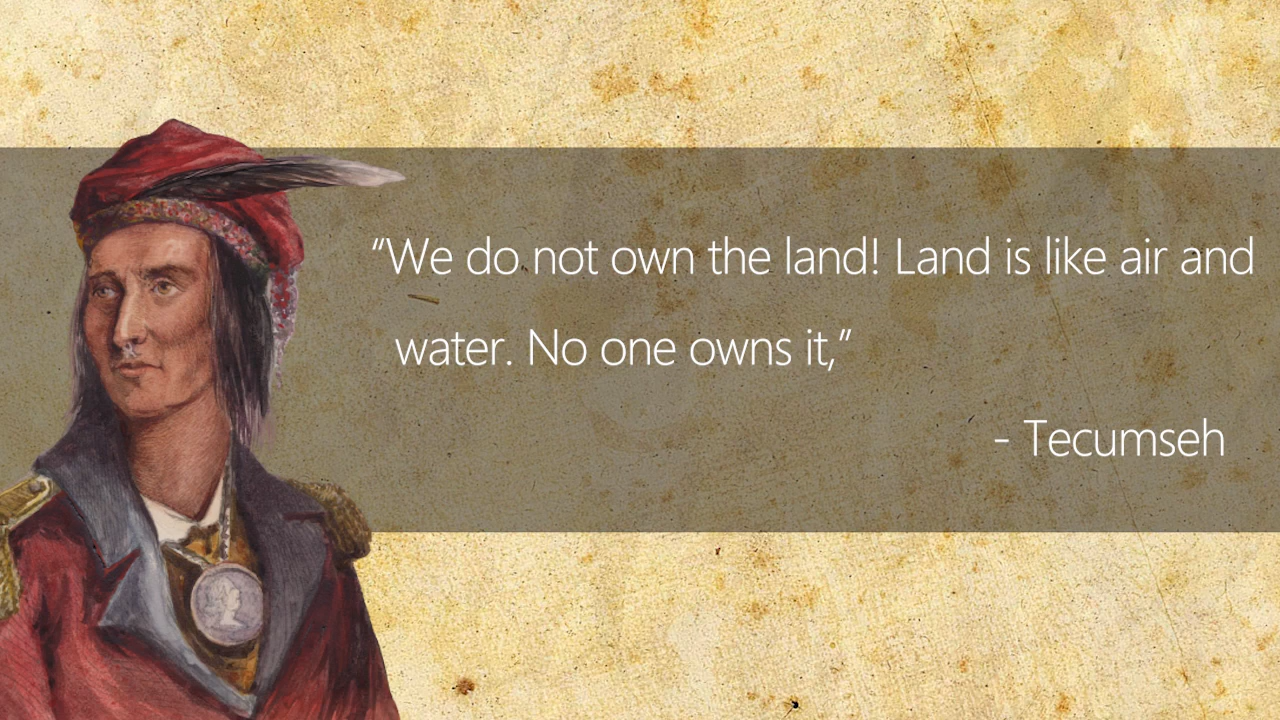 “We do not own the land! Land is like air and
water. No one owns it,”
- Tecumseh